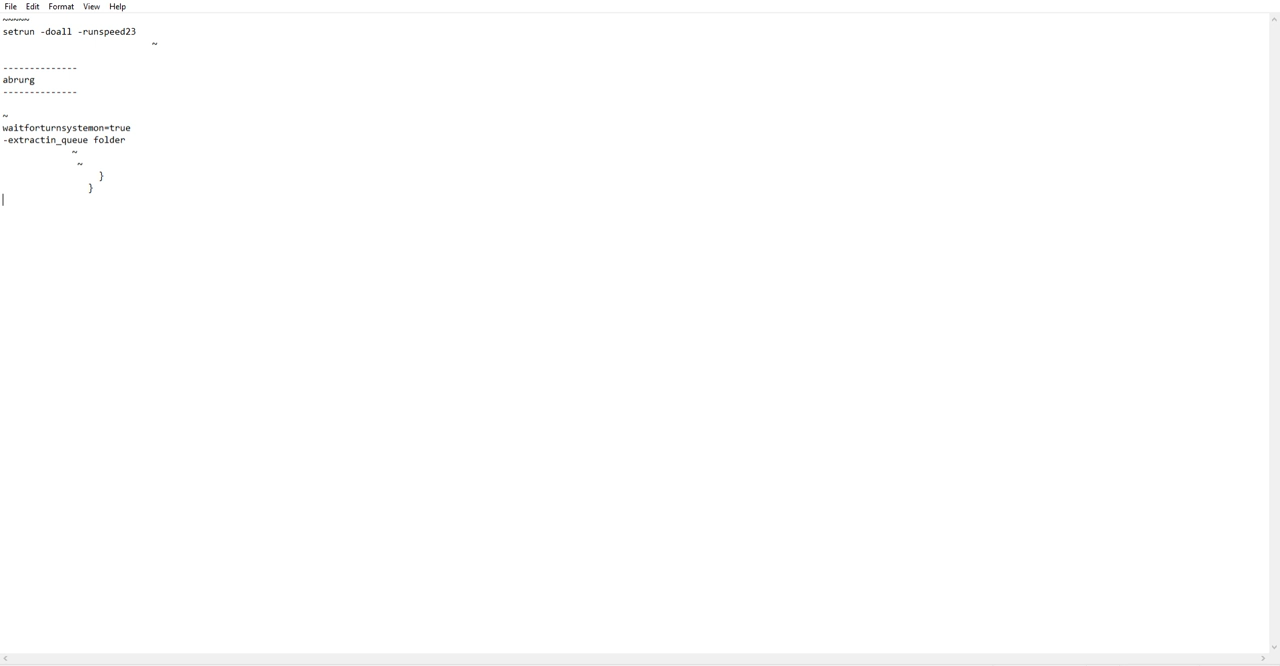 File Edit Format View Help
~~~~~
setrun -doall -runspeed23
~
--------------
abrurg
--------------
~
waitforturnsystemon=true
-extractin_queue folder
~
~
}
}